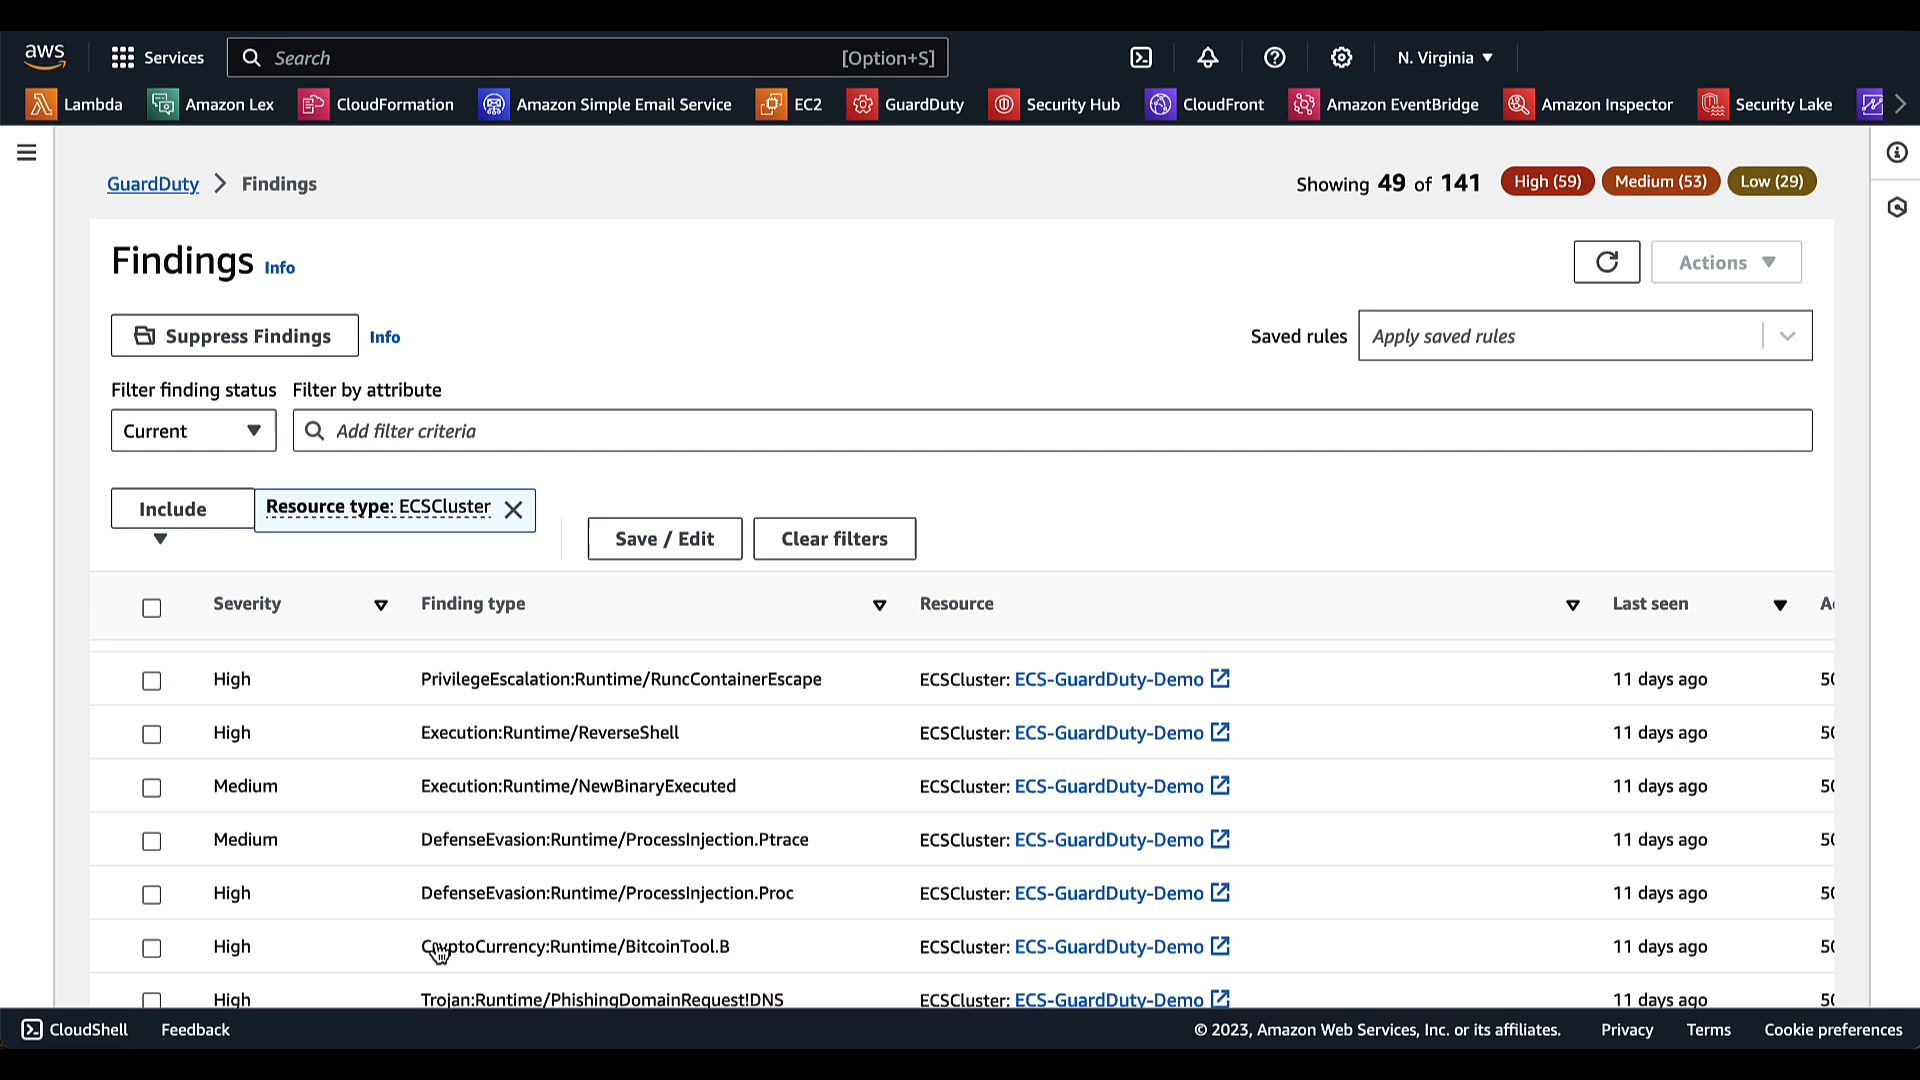 aws
Services
Search
[Option+S]
N. Virginia
Lambda
Amazon Lex
CloudFormation
Amazon Simple Email Service
EC2
GuardDuty
Security Hub
CloudFront
Amazon EventBridge
Amazon Inspector
Security Lake
GuardDuty
Findings
Showing 49 of 141
High (59)
Medium (53)
Low (29)
Findings
Info
Actions
Suppress Findings
Info
Saved rules
Apply saved rules
Filter finding status
Filter by attribute
Current
Add filter criteria
Include
Resource type: ECSCluster
Save / Edit
Clear filters
Severity
Finding type
Resource
Last seen
High
PrivilegeEscalation:Runtime/RuncContainerEscape
ECSCluster: ECS-GuardDuty-Demo
11 days ago
High
Execution:Runtime/ReverseShell
ECSCluster: ECS-GuardDuty-Demo
11 days ago
Medium
Execution:Runtime/NewBinaryExecuted
ECSCluster: ECS-GuardDuty-Demo
11 days ago
Medium
DefenseEvasion:Runtime/ProcessInjection.Ptrace
ECSCluster: ECS-GuardDuty-Demo
11 days ago
High
DefenseEvasion:Runtime/ProcessInjection.Proc
ECSCluster: ECS-GuardDuty-Demo
11 days ago
High
CryptoCurrency:Runtime/BitcoinTool.B
ECSCluster: ECS-GuardDuty-Demo
11 days ago
High
Trojan:Runtime/PhishingDomainRequest!DNS
ECSCluster: ECS-GuardDuty-Demo
11 days ago
CloudShell
Feedback
© 2023, Amazon Web Services, Inc. or its affiliates.
Privacy
Terms
Cookie preferences